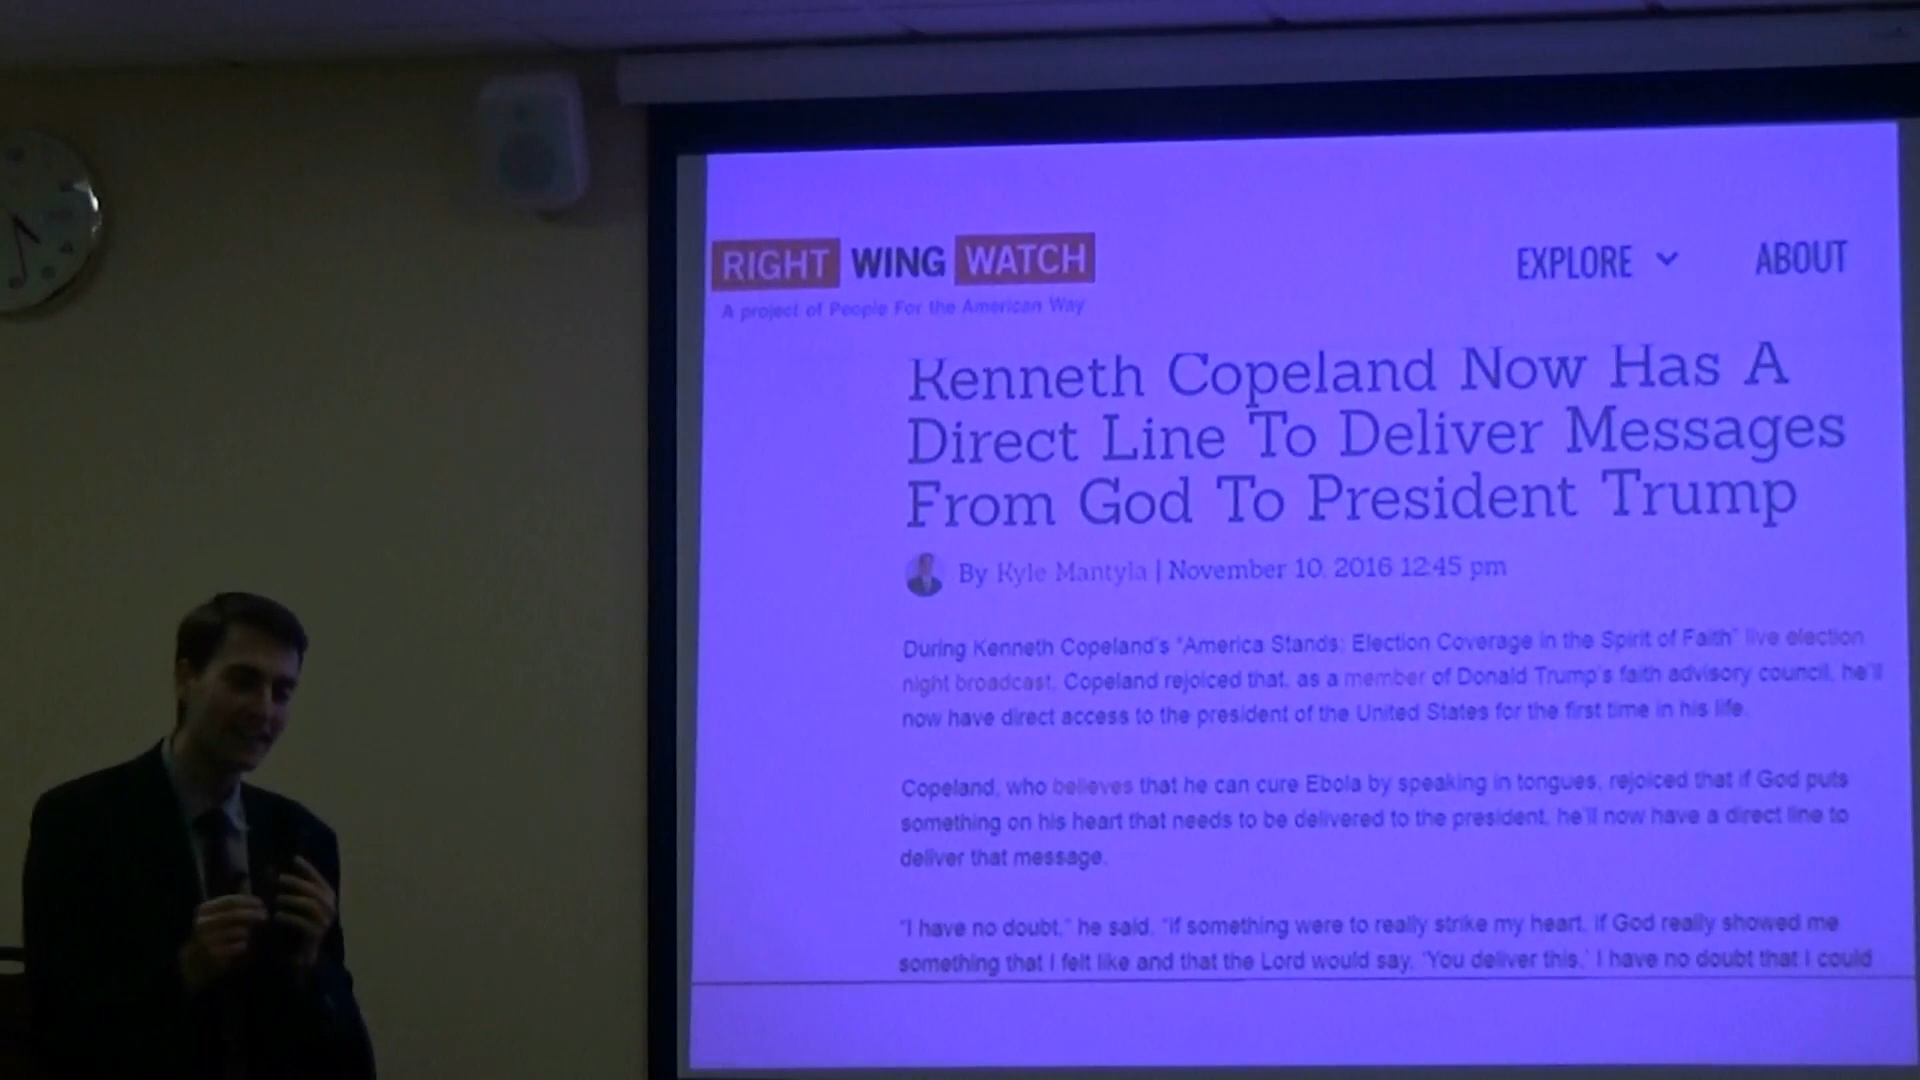 RIGHT WING WATCH
A project of People For the American Way
EXPLORE ABOUT
Kenneth Copeland Now Has A
Direct Line To Deliver Messages
From God To President Trump
By Kyle Mantyla | November 10, 2016 12:45 pm
During Kenneth Copeland's "America Stands: Election Coverage in the Spirit of Faith" live election
night broadcast, Copeland rejoiced that, as a member of Donald Trump's faith advisory council, he'll
now have direct access to the president of the United States for the first time in his life.
Copeland, who believes that he can cure Ebola by speaking in tongues, rejoiced that if God puts
something on his heart that needs to be delivered to the president, he'll now have a direct line to
deliver that message.
"I have no doubt," he said, "if something were to really strike my heart, if God really showed me
something that I felt like and that the Lord would say, 'You deliver this,' I have no doubt that I could